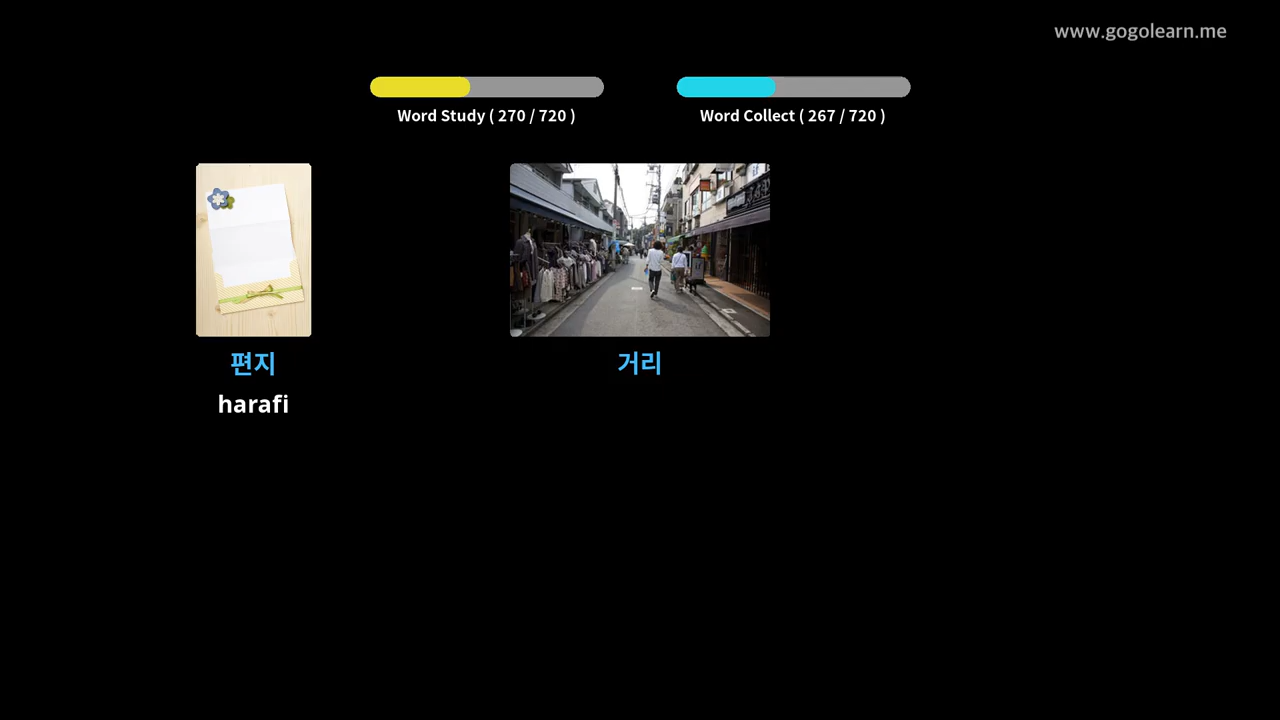 www.gogolearn.me
Word Study ( 270 / 720 )
Word Collect ( 267 / 720 )
편지
harafi
거리